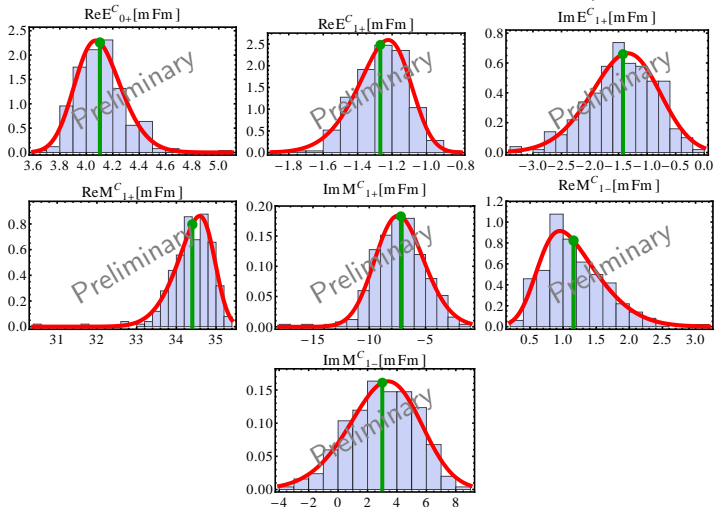 ReE^C_{0+}[mFm]
2.5
2.0
1.5
1.0
0.5
0.0
3.6 3.8 4.0 4.2 4.4 4.6 4.8 5.0
Preliminary
ReE^C_{1+}[mFm]
2.5
2.0
1.5
1.0
0.5
0.0
-1.8 -1.6 -1.4 -1.2 -1.0 -0.8
Preliminary
ImE^C_{1+}[mFm]
0.8
0.6
0.4
0.2
0.0
-3.0 -2.5 -2.0 -1.5 -1.0 -0.5 0.0
Preliminary
ReM^C_{1+}[mFm]
0.8
0.6
0.4
0.2
0.0
31 32 33 34 35
Preliminary
ImM^C_{1+}[mFm]
0.20
0.15
0.10
0.05
0.00
-15 -10 -5
Preliminary
ReM^C_{1-}[mFm]
1.2
1.0
0.8
0.6
0.4
0.2
0.0
0.5 1.0 1.5 2.0 2.5 3.0
Preliminary
ImM^C_{1-}[mFm]
0.15
0.10
0.05
0.00
-4 -2 0 2 4 6 8
Preliminary